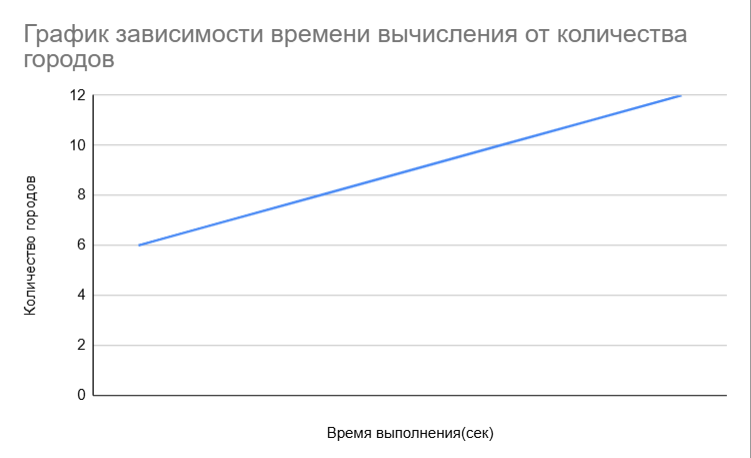 График зависимости времени вычисления от количества
городов
12
10
8
6
4
2
0
Количество городов
Время выполнения(сек)